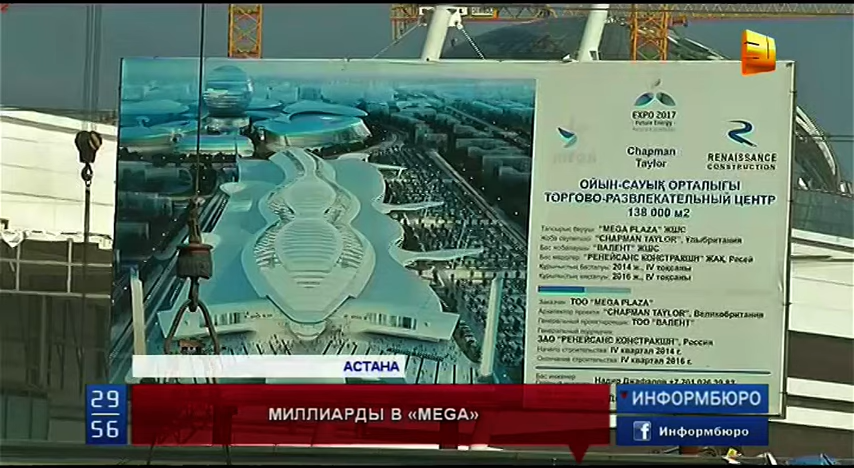 31
EXPO 2017
Future Energy
MEGA
Chapman
Taylor
RENAISSANCE
CONSTRUCTION
ОЙЫН-САУЫҚ ОРТАЛЫҒЫ
ТОРГОВО-РАЗВЛЕКАТЕЛЬНЫЙ ЦЕНТР
138 000 м2
Тапсырыс беруші "MEGA PLAZA" ЖШС
"CHAPMAN TAYLOR", Ұлыбритания
Бас жобалаушы "ВАЛЕНТ" ЖШС
Бас мердігер "РЕНЕЙСАНС КОНСТРАКШН" ЖАҚ, Ресей
Құрылыстың басталуы 2014 ж., IV тоқсаны
Құрылыстың аяқталуы 2016 ж., IV тоқсаны
Заказчик ТОО "MEGA PLAZA"
Архитектор проекта: "CHAPMAN TAYLOR", Великобритания
Генеральный проектировщик: ТОО "ВАЛЕНТ"
Генеральный подрядчик:
ЗАО "РЕНЕЙСАНС КОНСТРАКШН", Россия
Начало строительства: IV квартал 2014 г.
Окончание строительства: IV квартал 2016 г.
Бас инженер
АСТАНА
29
56
МИЛЛИАРДЫ В «MEGA»
ИНФОРМБЮРО
f Информбюро